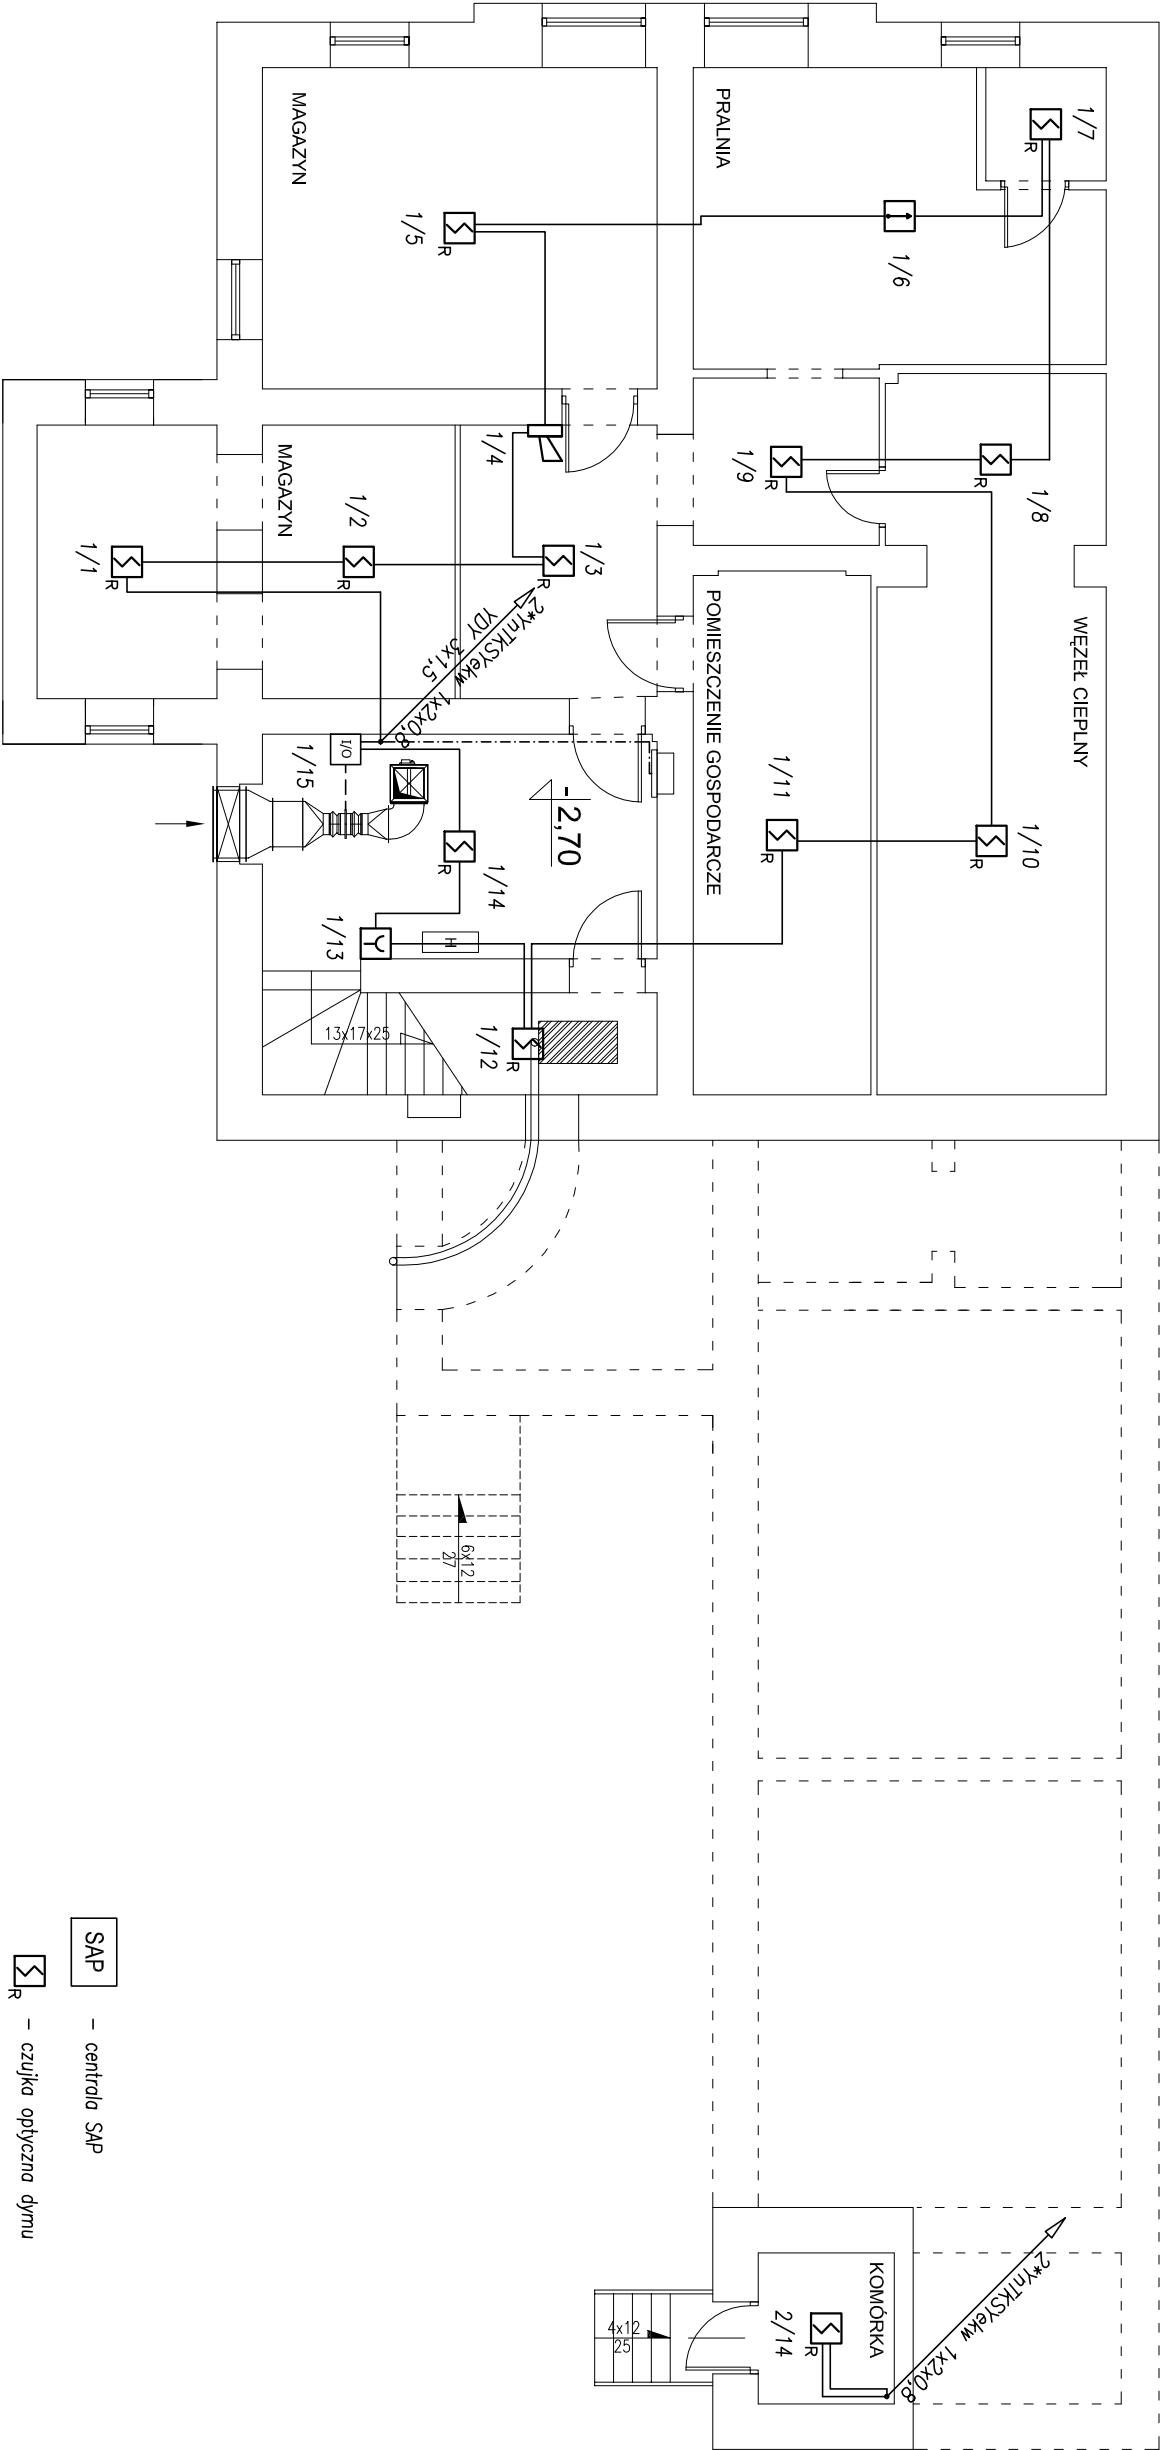 1/7
R
PRALNIA
MAGAZYN
1/6
1/5
R
1/8
R
1/9
R
WĘZEŁ CIEPLNY
1/4
MAGAZYN
1/2
R
1/1
R
1/3
R
2*YnTKSYekw 1x2x0,8
YDY 3x1,5
POMIESZCZENIE GOSPODARCZE
1/10
R
1/11
R
I/O
1/15
-2,70
1/14
R
1/13
H
1/12
R
13x17x25
6x12
27
KOMÓRKA
2/14
R
4x12
25
2*YnTKSYekw 1x2x0,8
SAP
- centrala SAP
R
- czujka optyczna dymu